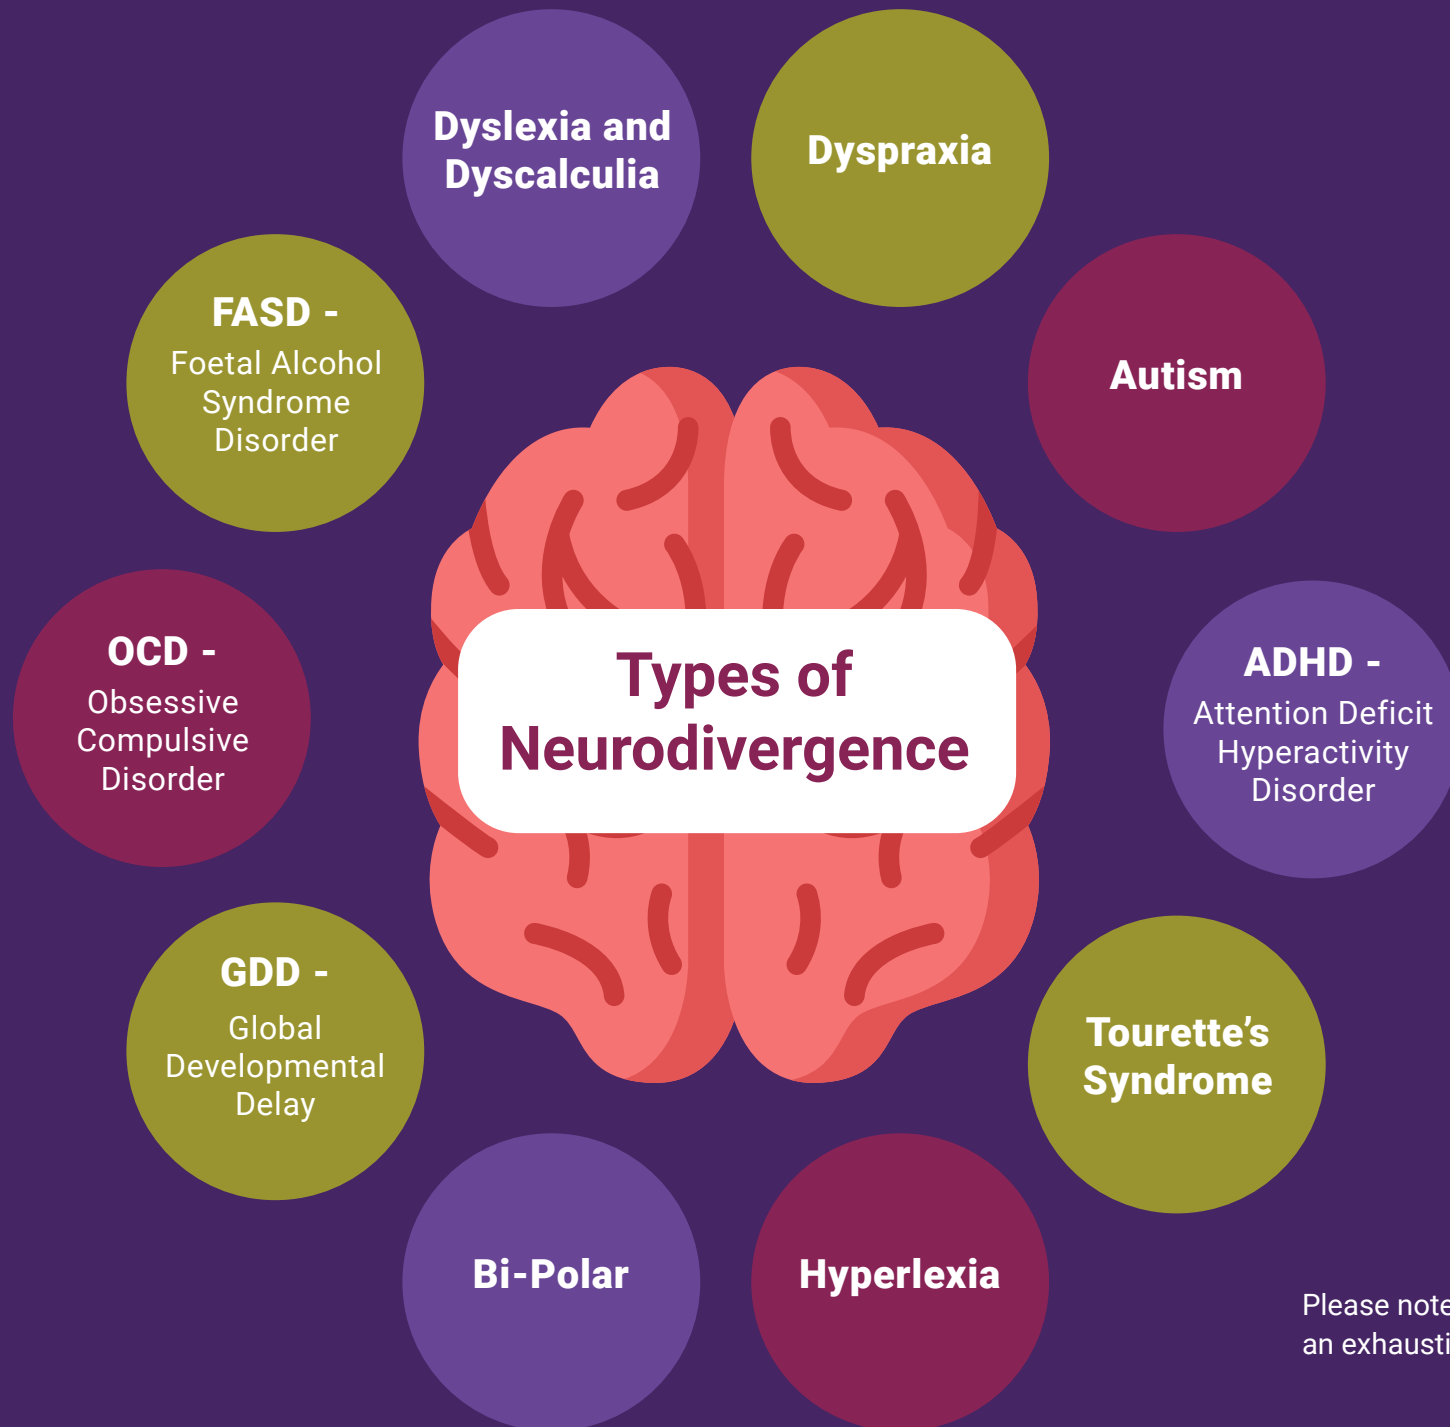 Dyslexia and
Dyscalculia
Dyspraxia
FASD -
Foetal Alcohol
Syndrome
Disorder
Autism
Types of
Neurodivergence
OCD -
Obsessive
Compulsive
Disorder
ADHD -
Attention Deficit
Hyperactivity
Disorder
GDD -
Global
Developmental
Delay
Tourette’s
Syndrome
Bi-Polar
Hyperlexia
Please note
an